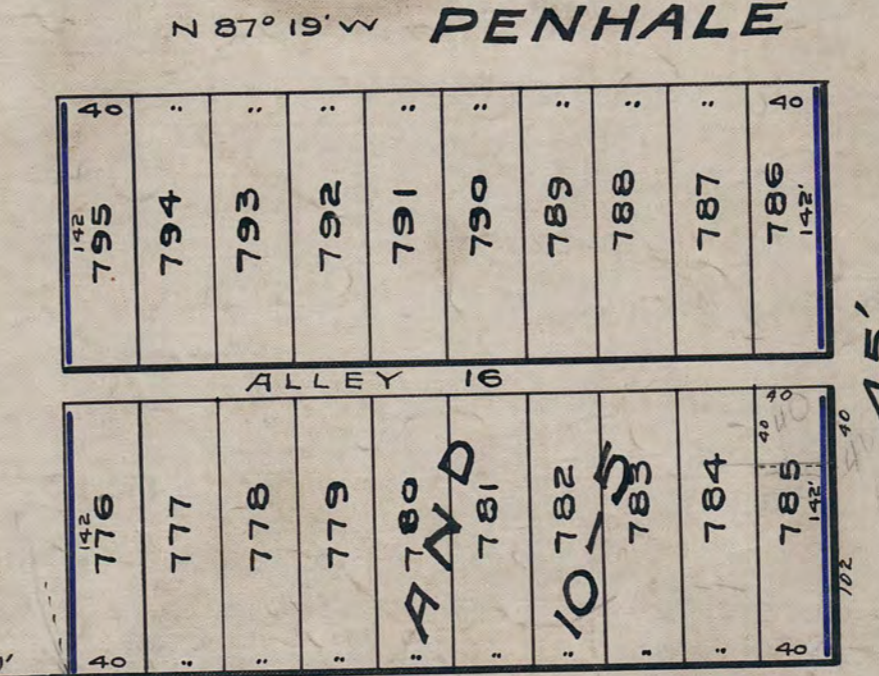 N 87° 19' W PENHALE
40 " " " " " " " " 40
142 795 794 793 792 791 790 789 788 787 786 142'
ALLEY 16
40
40 40
142 776 777 778 779 780 781 782 783 784 785 142'
AND 10-5
102
40 " " " " " " " " 40